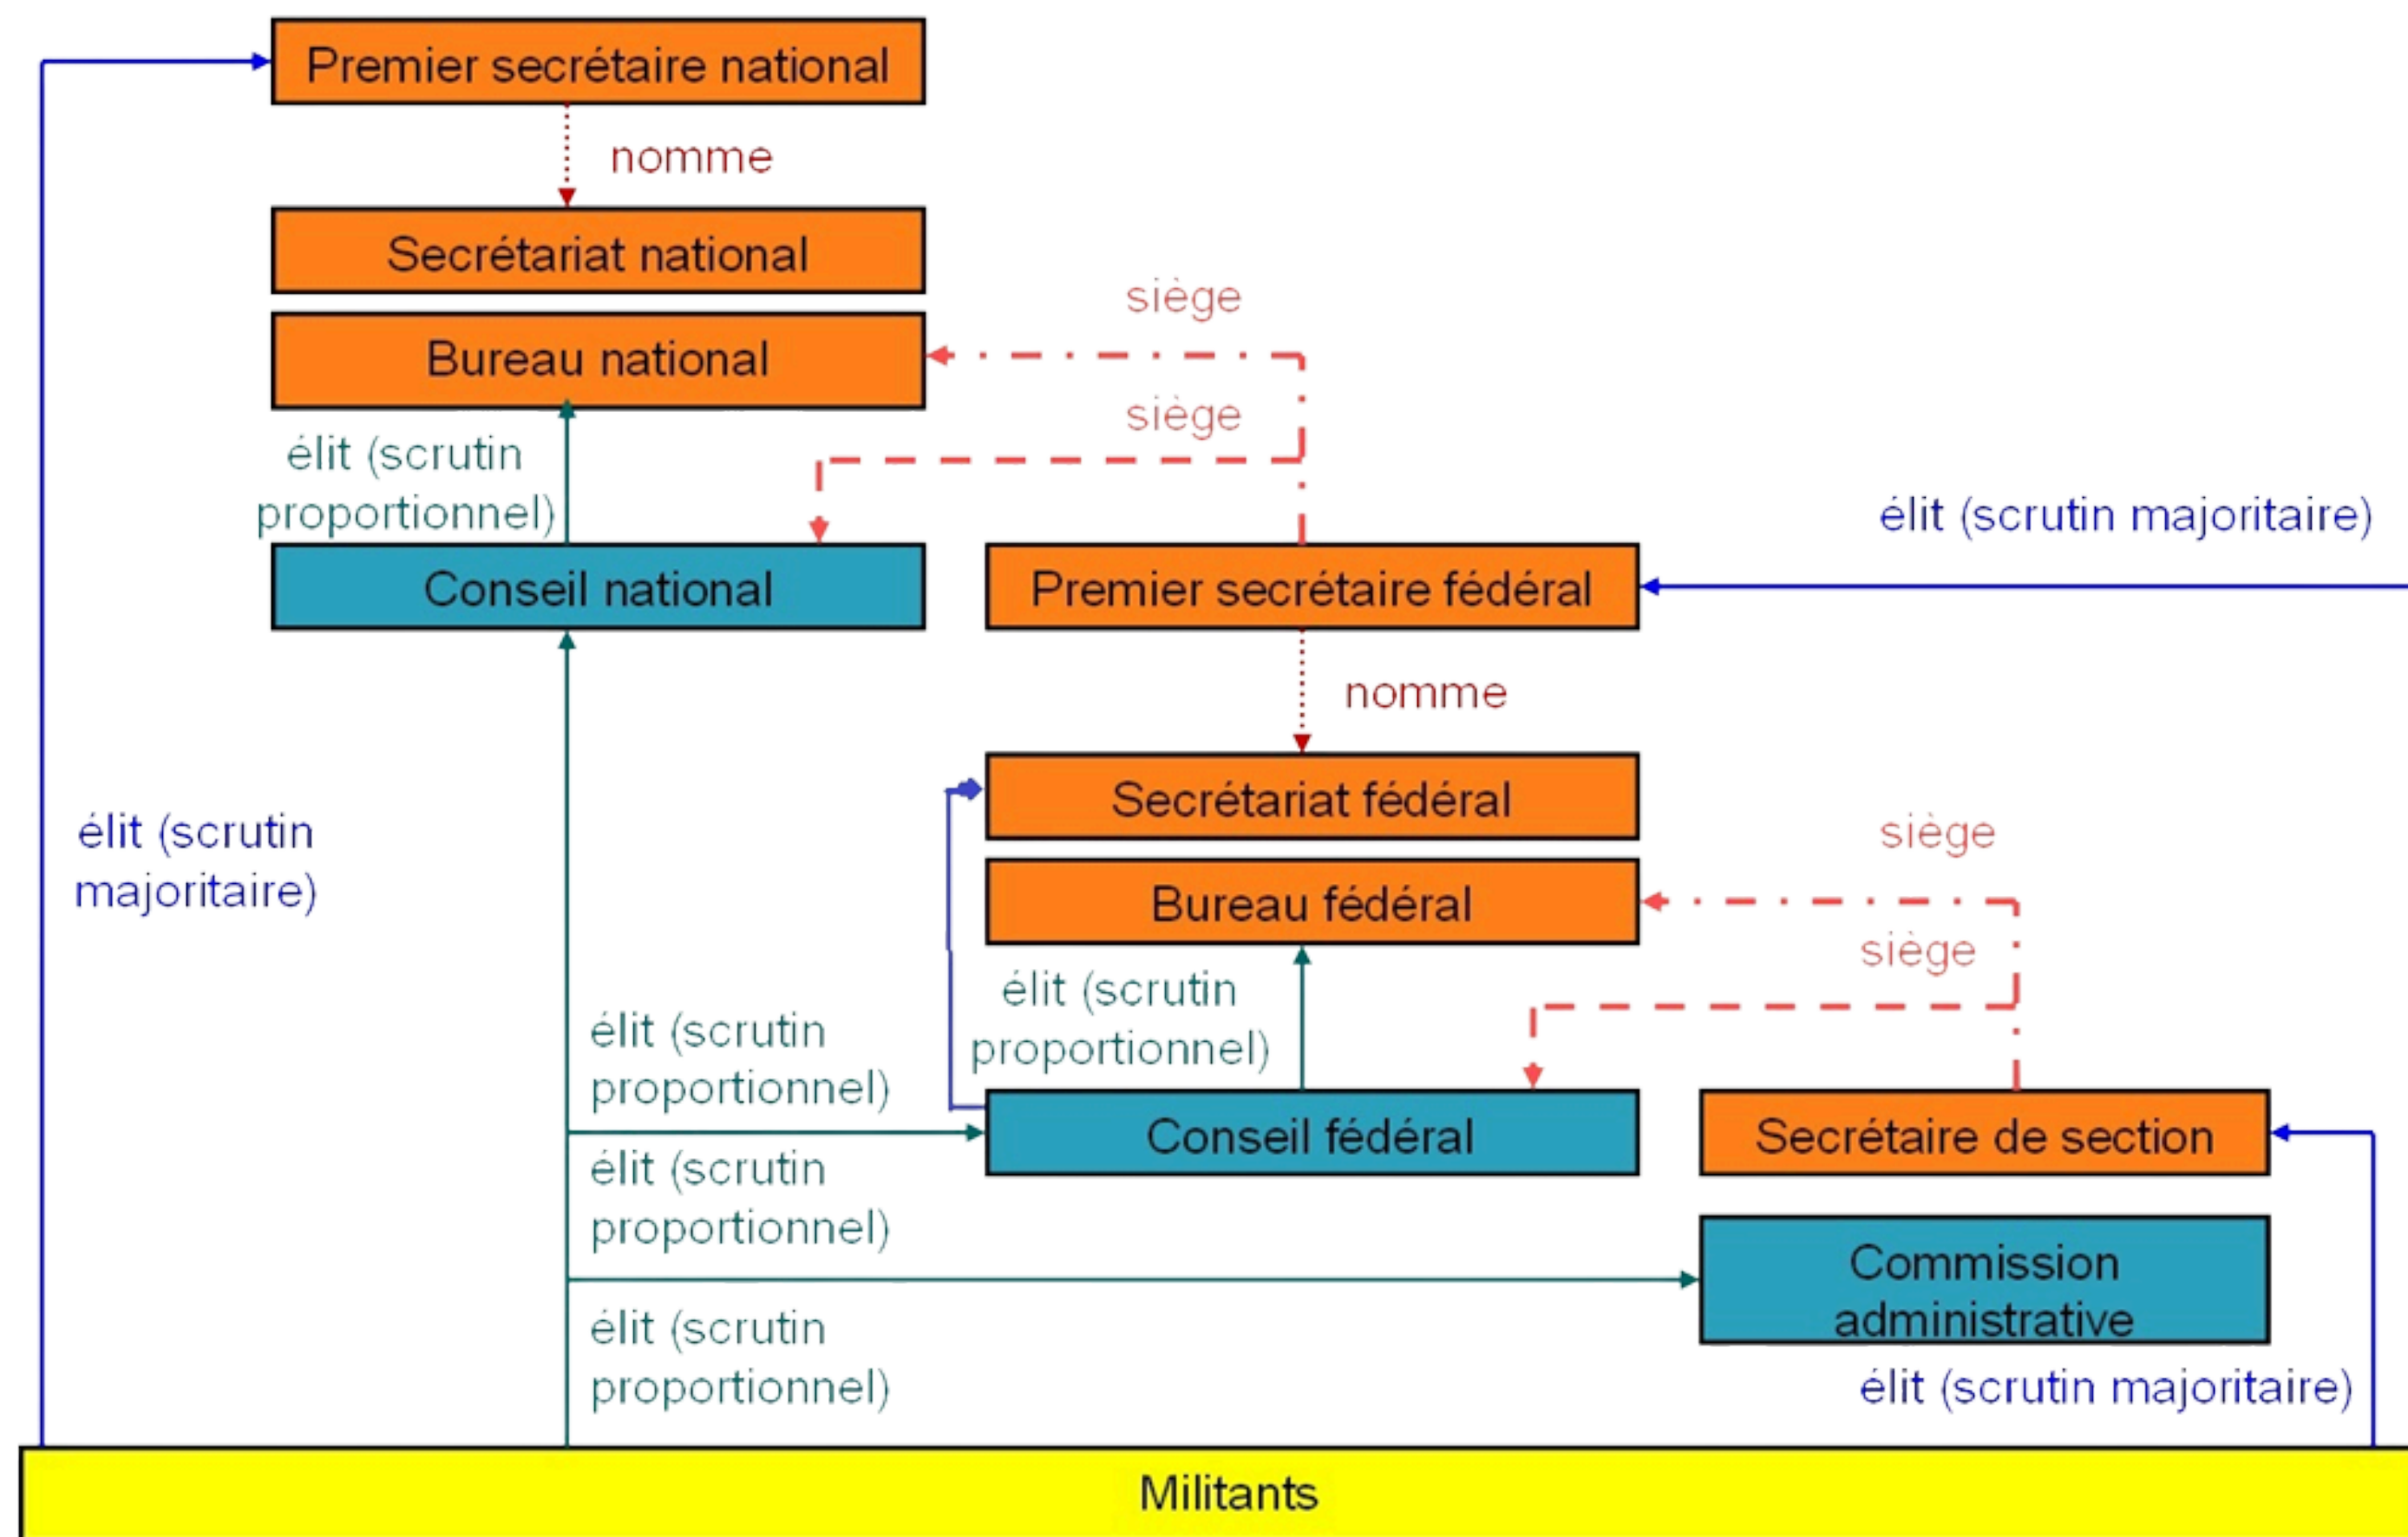 Premier secrétaire national
nomme
Secrétariat national
siège
Bureau national
siège
élit (scrutin
proportionnel)
élit (scrutin majoritaire)
Conseil national
Premier secrétaire fédéral
nomme
Secrétariat fédéral
élit (scrutin
majoritaire)
siège
Bureau fédéral
siège
élit (scrutin
proportionnel)
élit (scrutin
proportionnel)
Conseil fédéral
Secrétaire de section
élit (scrutin
proportionnel)
Commission
administrative
élit (scrutin
proportionnel)
élit (scrutin majoritaire)
Militants